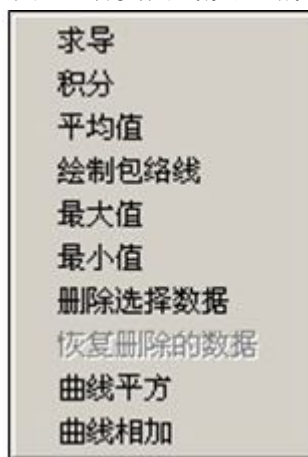 求导
积分
平均值
绘制包络线
最大值
最小值
删除选择数据
恢复删除的数据
曲线平方
曲线相加